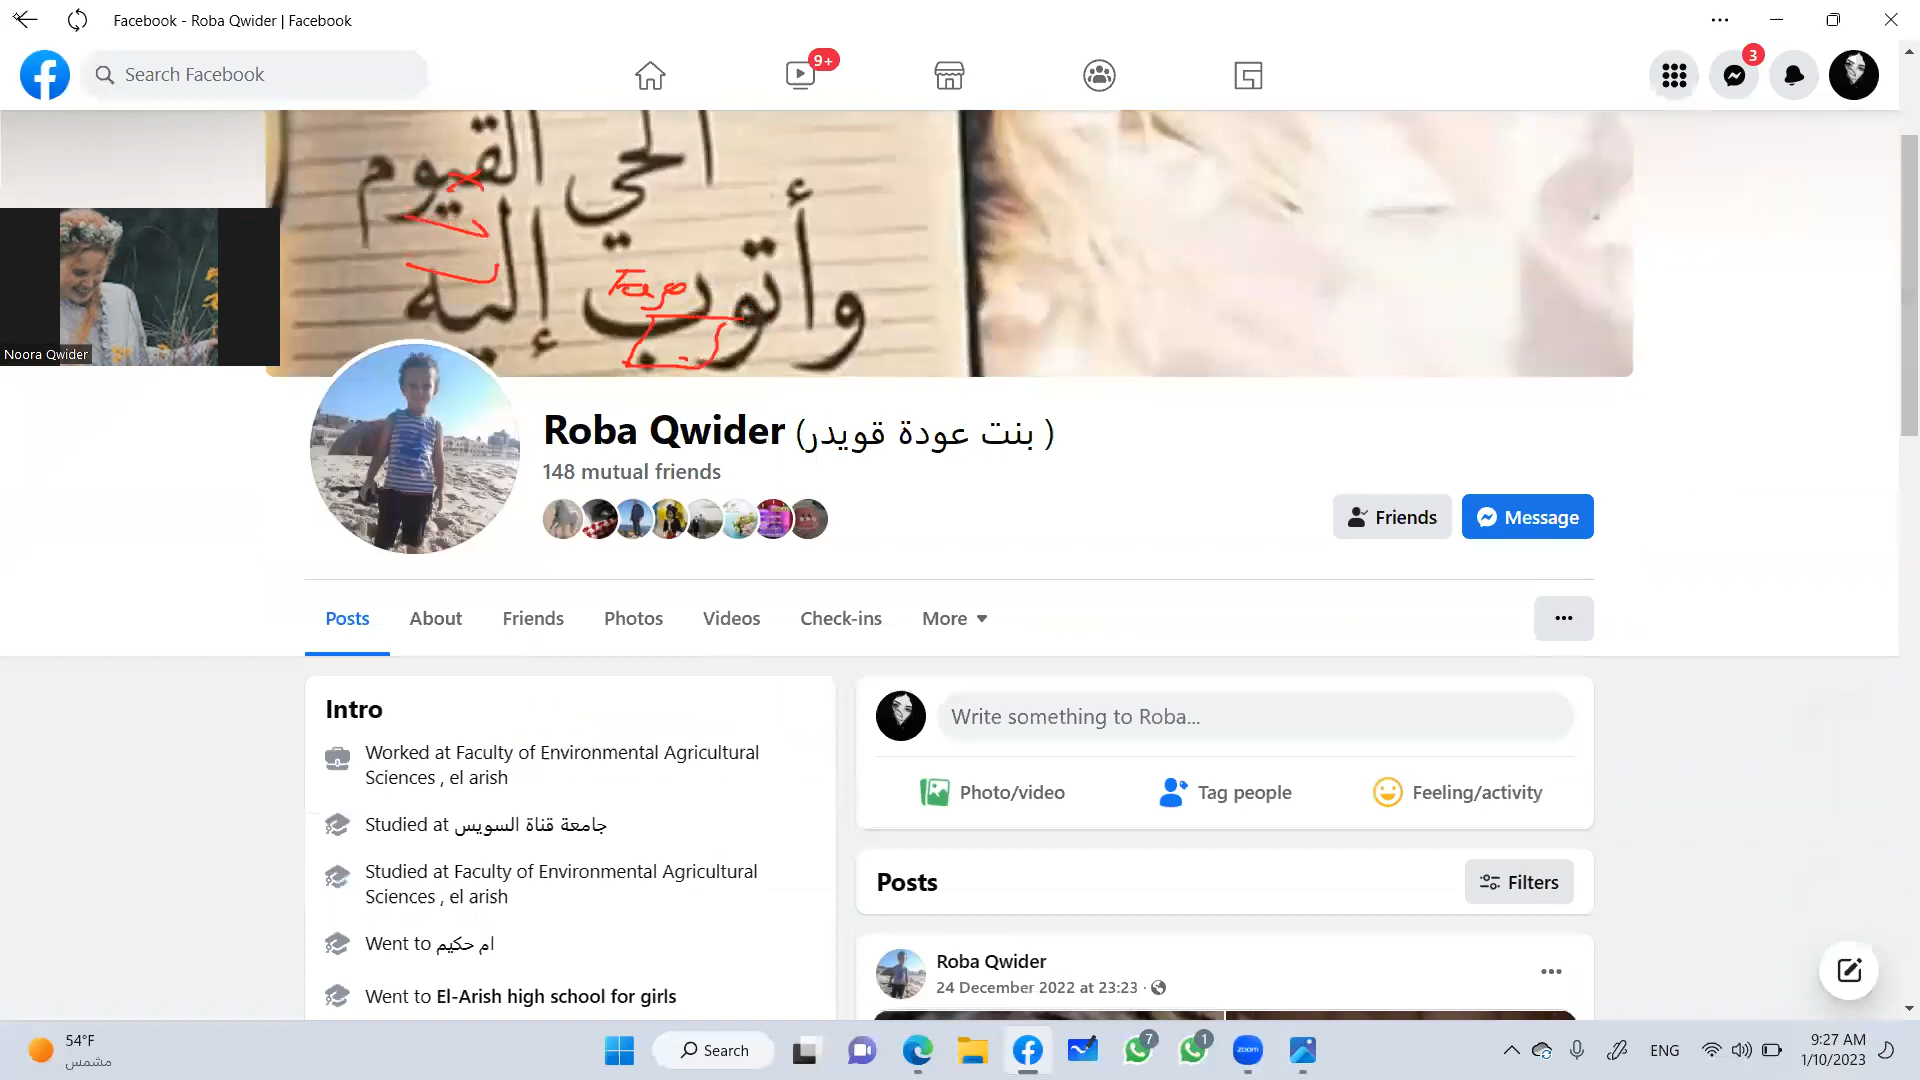 Facebook - Roba Qwider | Facebook
Search Facebook
9+
3
الحي القيوم
وأتوب إليه
Noora Qwider
Roba Qwider (بنت عودة قويدر )
148 mutual friends
Friends
Message
Posts
About
Friends
Photos
Videos
Check-ins
More
Intro
Worked at Faculty of Environmental Agricultural
Sciences , el arish
Studied at جامعة قناة السويس
Studied at Faculty of Environmental Agricultural
Sciences , el arish
Went to ام حكيم
Went to El-Arish high school for girls
Write something to Roba...
Photo/video
Tag people
Feeling/activity
Posts
Filters
Roba Qwider
24 December 2022 at 23:23 ·
54°F
مشمس
Search
7
1
zoom
ENG
9:27 AM
1/10/2023